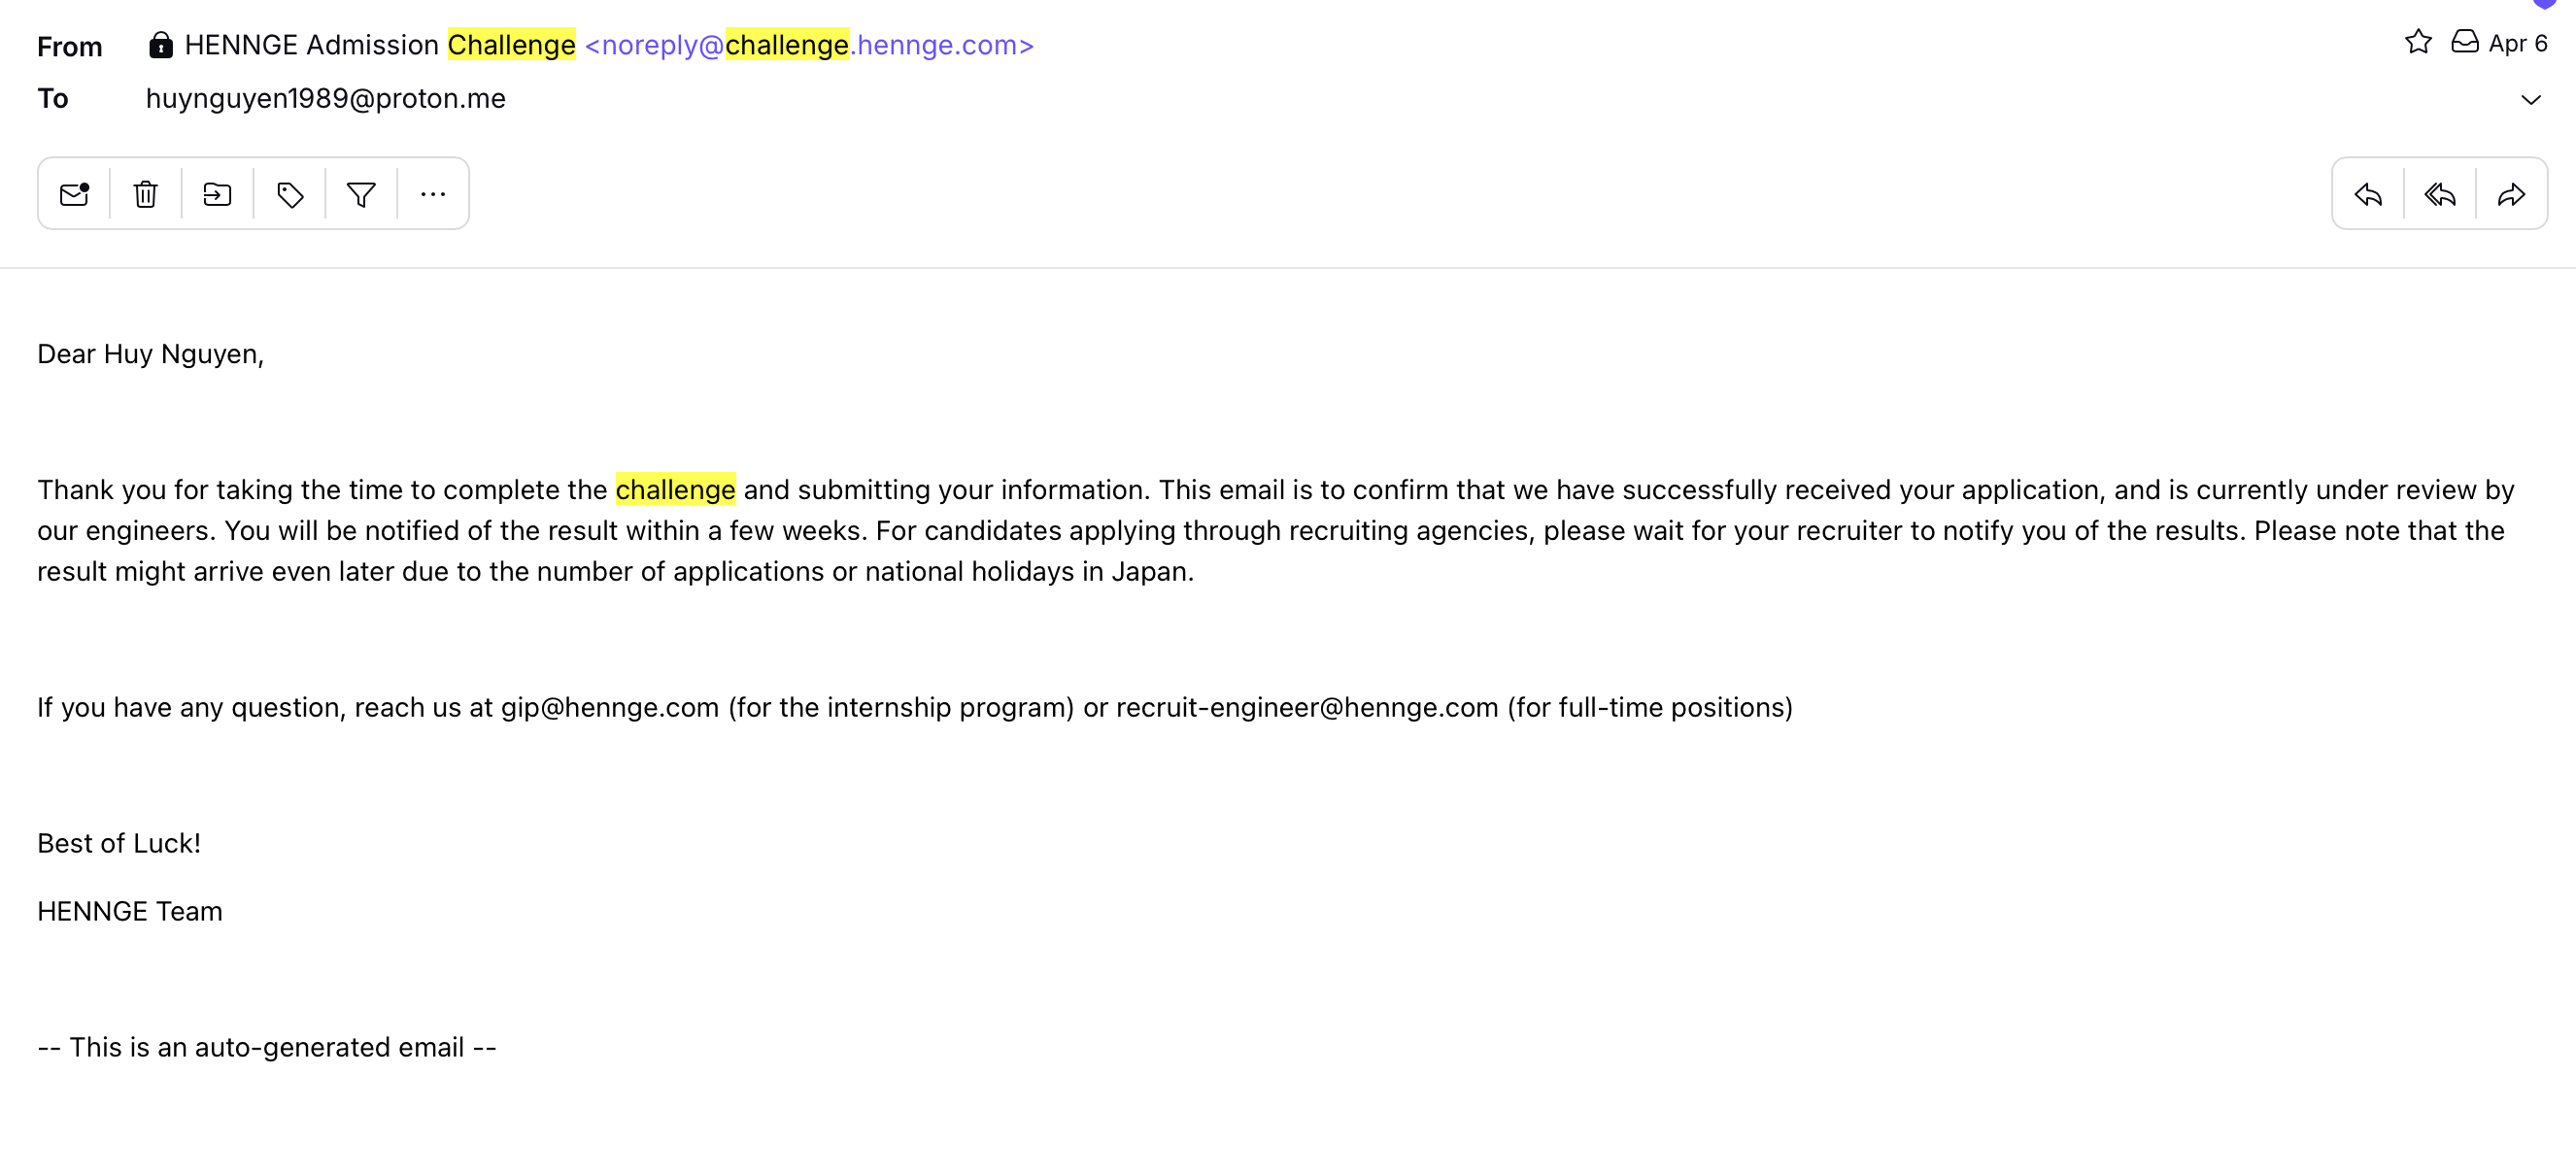 From HENNGE Admission Challenge <noreply@challenge.hennge.com> Apr 6
To huynguyen1989@proton.me
Dear Huy Nguyen,
Thank you for taking the time to complete the challenge and submitting your information. This email is to confirm that we have successfully received your application, and is currently under review by
our engineers. You will be notified of the result within a few weeks. For candidates applying through recruiting agencies, please wait for your recruiter to notify you of the results. Please note that the
result might arrive even later due to the number of applications or national holidays in Japan.
If you have any question, reach us at gip@hennge.com (for the internship program) or recruit-engineer@hennge.com (for full-time positions)
Best of Luck!
HENNGE Team
-- This is an auto-generated email --